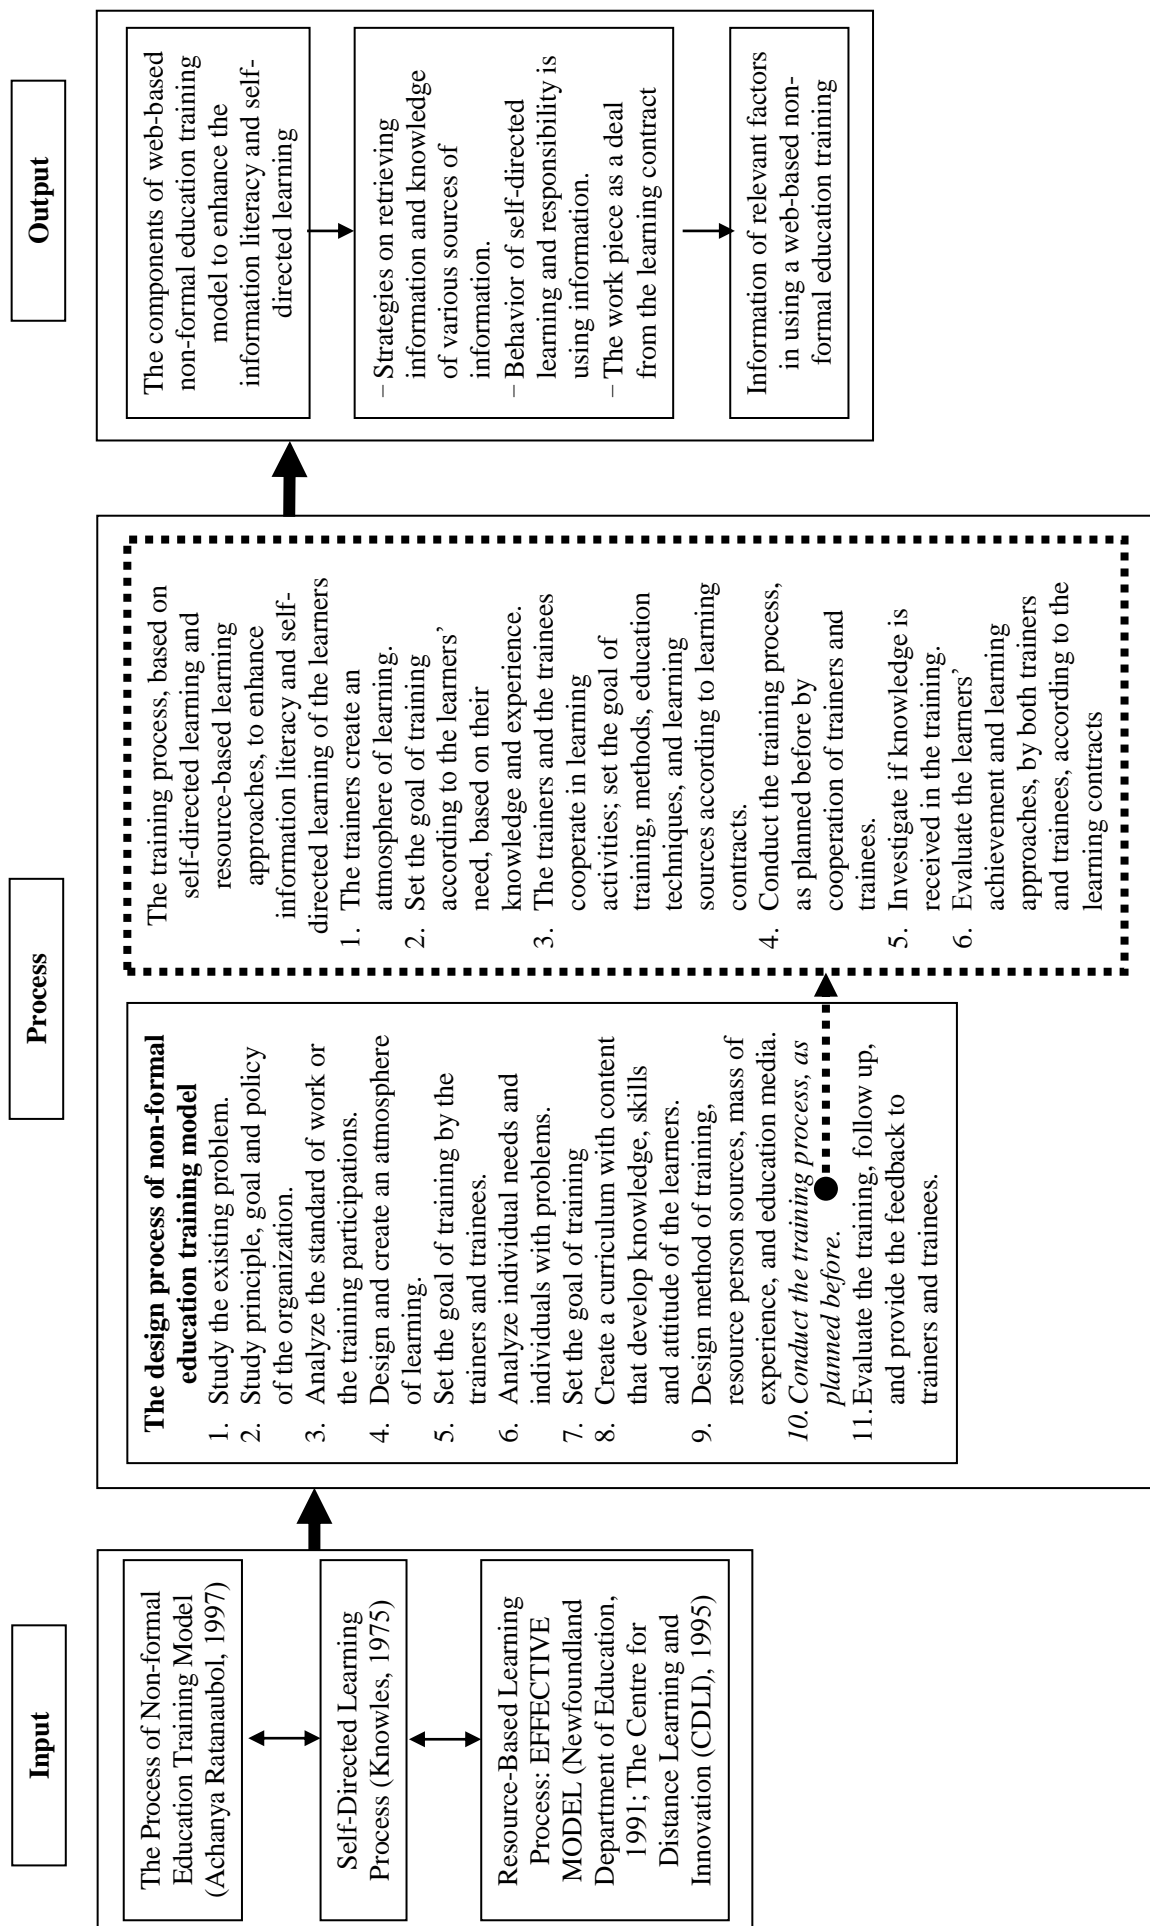 Input
The Process of Non-formal
Education Training Model
(Achanya Ratanaubol, 1997)
Self-Directed Learning
Process (Knowles, 1975)
Resource-Based Learning
Process: EFFECTIVE
MODEL (Newfoundland
Department of Education,
1991; The Centre for
Distance Learning and
Innovation (CDLI), 1995)
Process
The design process of non-formal
education training model
1. Study the existing problem.
2. Study principle, goal and policy
of the organization.
3. Analyze the standard of work or
the training participations.
4. Design and create an atmosphere
of learning.
5. Set the goal of training by the
trainers and trainees.
6. Analyze individual needs and
individuals with problems.
7. Set the goal of training
8. Create a curriculum with content
that develop knowledge, skills
and attitude of the learners.
9. Design method of training,
resource person sources, mass of
experience, and education media.
10. Conduct the training process, as
planned before.
11. Evaluate the training, follow up,
and provide the feedback to
trainers and trainees.
The training process, based on
self-directed learning and
resource-based learning
approaches, to enhance
information literacy and self-
directed learning of the learners
1. The trainers create an
atmosphere of learning.
2. Set the goal of training
according to the learners’
need, based on their
knowledge and experience.
3. The trainers and the trainees
cooperate in learning
activities; set the goal of
training, methods, education
techniques, and learning
sources according to learning
contracts.
4. Conduct the training process,
as planned before by
cooperation of trainers and
trainees.
5. Investigate if knowledge is
received in the training.
6. Evaluate the learners’
achievement and learning
approaches, by both trainers
and trainees, according to the
learning contracts
Output
The components of web-based
non-formal education training
model to enhance the
information literacy and self-
directed learning
– Strategies on retrieving
information and knowledge
of various sources of
information.
– Behavior of self-directed
learning and responsibility is
using information.
– The work piece as a deal
from the learning contract
Information of relevant factors
in using a web-based non-
formal education training